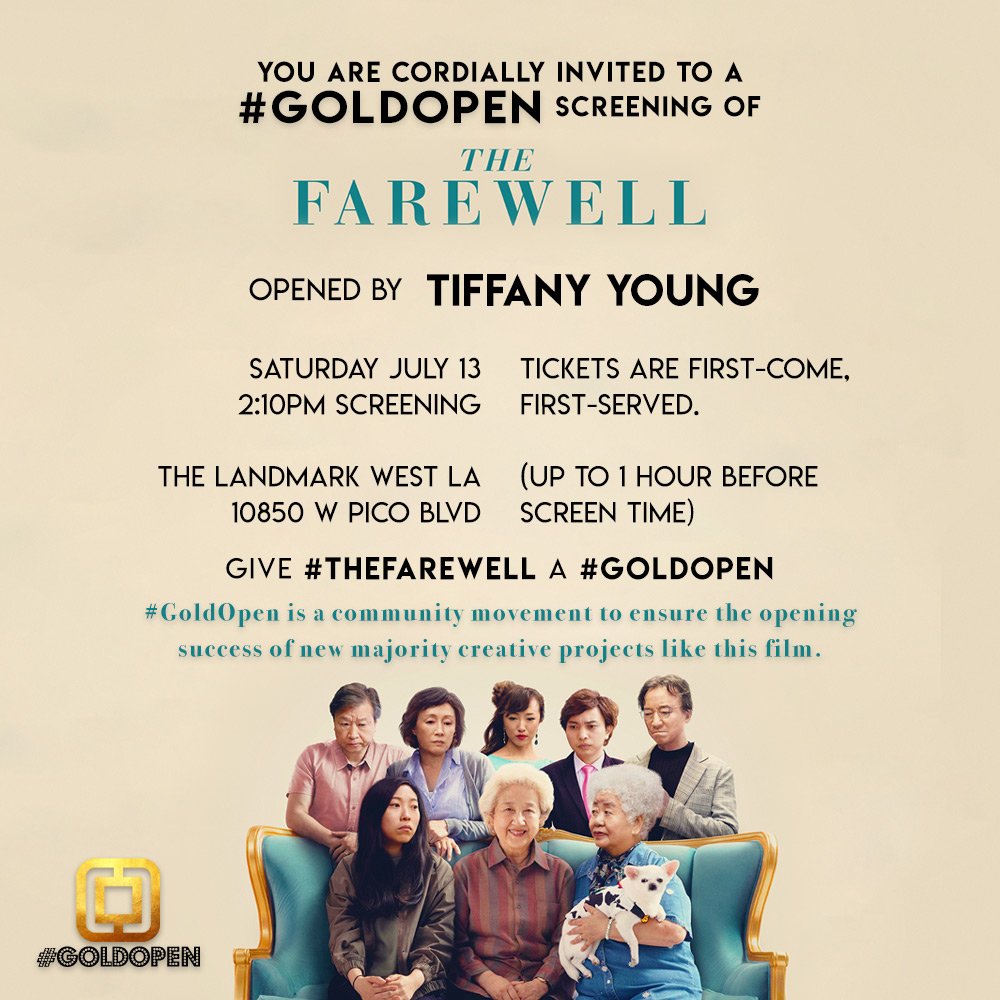 YOU ARE CORDIALLY INVITED TO A
#GOLDOPEN SCREENING OF
THE
FAREWELL
OPENED BY TIFFANY YOUNG
SATURDAY JULY 13
2:10PM SCREENING
TICKETS ARE FIRST-COME,
FIRST-SERVED.
THE LANDMARK WEST LA
10850 W PICO BLVD
(UP TO 1 HOUR BEFORE
SCREEN TIME)
GIVE #THEFAREWELL A #GOLDOPEN
#GoldOpen is a community movement to ensure the opening
success of new majority creative projects like this film.
#GOLDOPEN